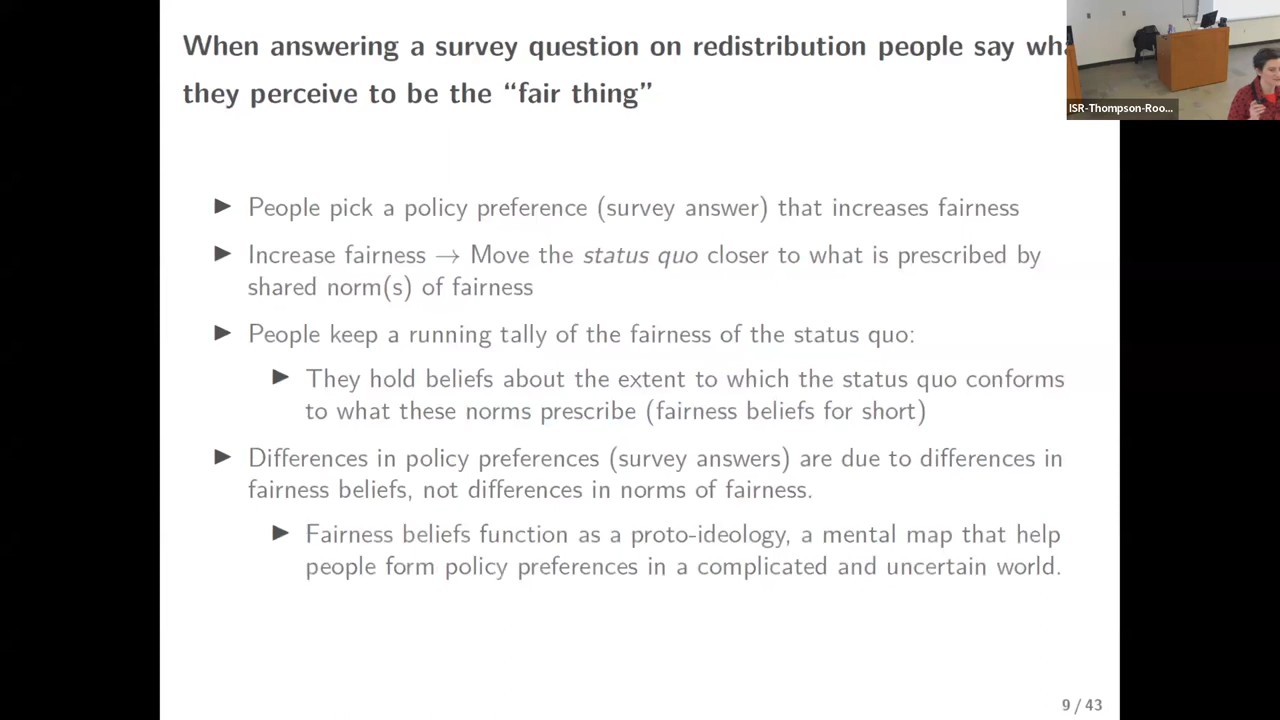 When answering a survey question on redistribution people say
they perceive to be the “fair thing”
ISR-Thompson-Roo...
▶ People pick a policy preference (survey answer) that increases fairness
▶ Increase fairness → Move the status quo closer to what is prescribed by
shared norm(s) of fairness
▶ People keep a running tally of the fairness of the status quo:
▶ They hold beliefs about the extent to which the status quo conforms
to what these norms prescribe (fairness beliefs for short)
▶ Differences in policy preferences (survey answers) are due to differences in
fairness beliefs, not differences in norms of fairness.
▶ Fairness beliefs function as a proto-ideology, a mental map that help
people form policy preferences in a complicated and uncertain world.
9 / 43